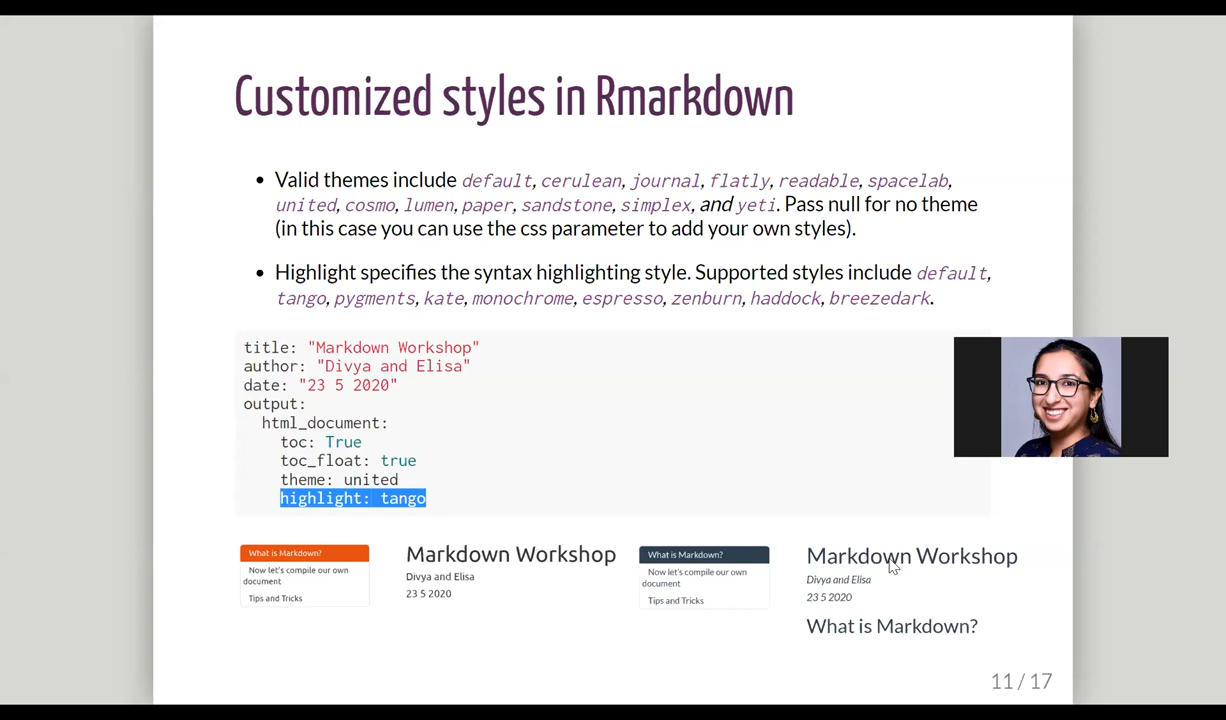 Customized styles in Rmarkdown
• Valid themes include default, cerulean, journal, flatly, readable, spacelab,
united, cosmo, lumen, paper, sandstone, simplex, and yeti. Pass null for no theme
(in this case you can use the css parameter to add your own styles).
• Highlight specifies the syntax highlighting style. Supported styles include default,
tango, pygments, kate, monochrome, espresso, zenburn, haddock, breezedark.
title: "Markdown Workshop"
author: "Divya and Elisa"
date: "23 5 2020"
output:
html_document:
toc: True
toc_float: true
theme: united
highlight: tango
What is Markdown?
Now let's compile our own
document
Tips and Tricks
Markdown Workshop
Divya and Elisa
23 5 2020
What is Markdown?
Now let's compile our own
document
Tips and Tricks
Markdown Workshop
Divya and Elisa
23 5 2020
What is Markdown?
11 / 17